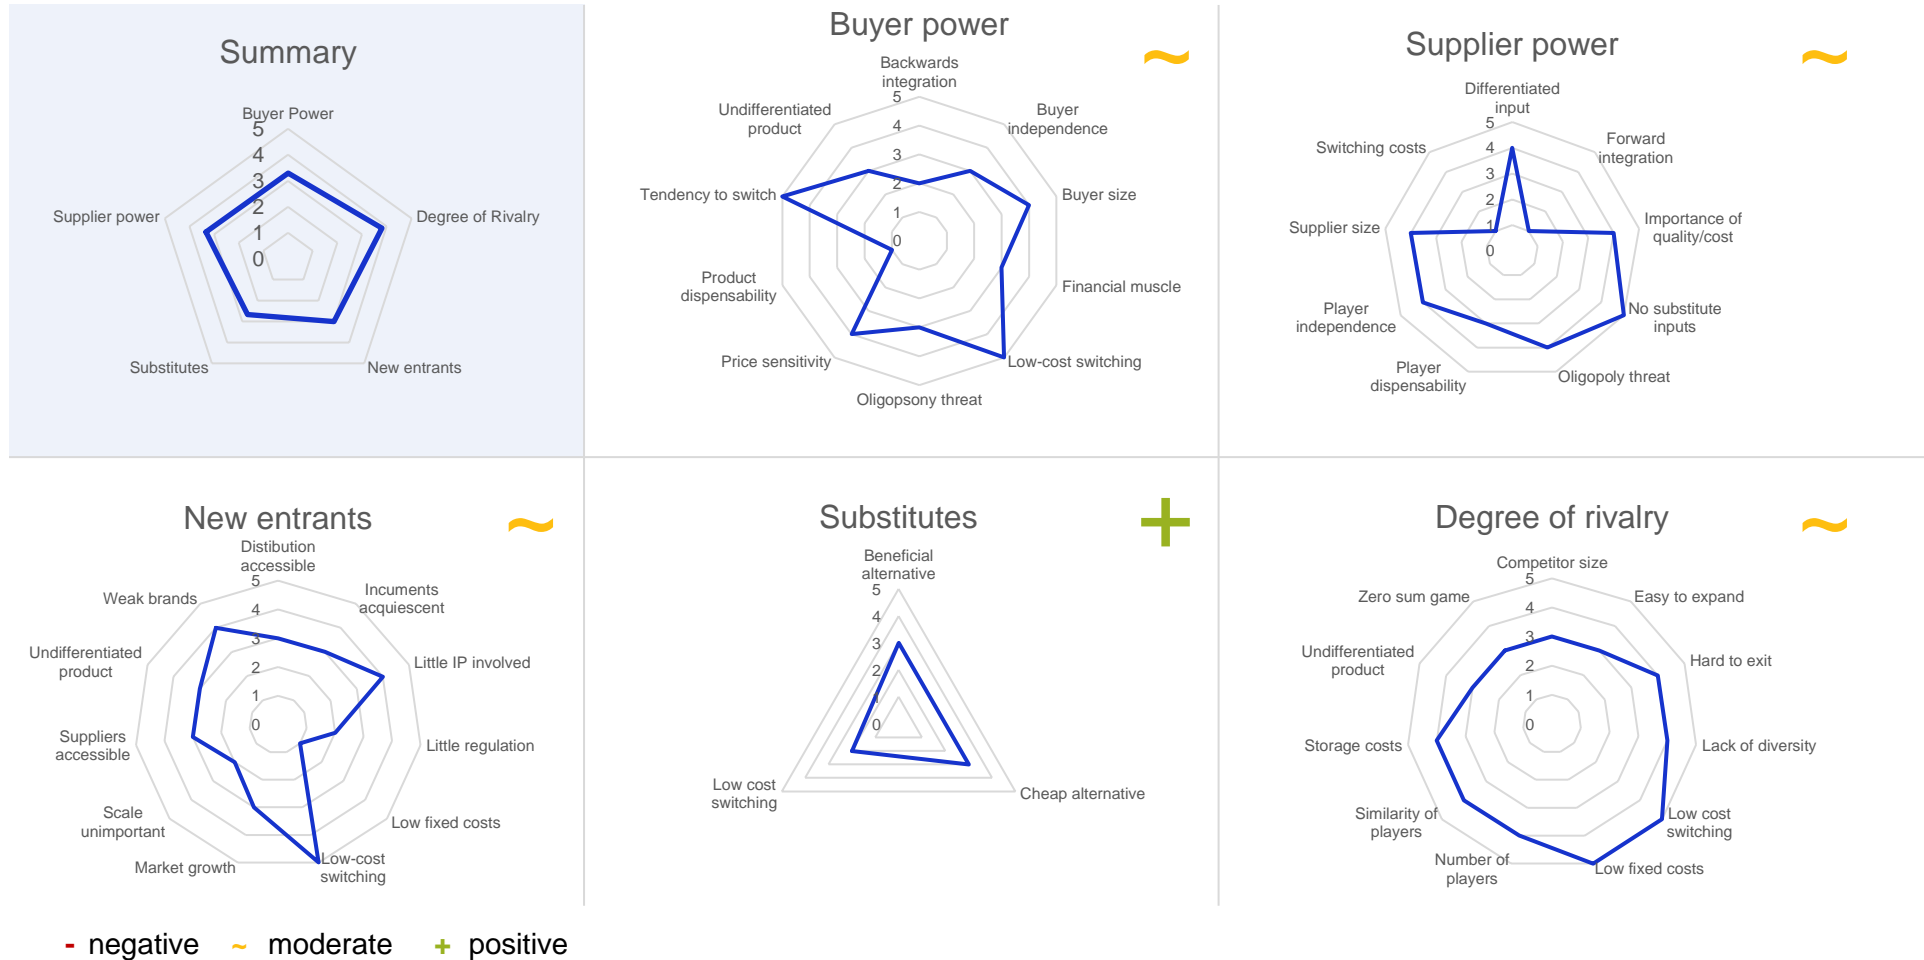 Summary
Buyer Power
5
4
3
2
1
0
Degree of Rivalry
New entrants
Substitutes
Supplier power
Buyer power
~
Backwards
integration
5
4
3
2
1
0
Buyer
independence
Buyer size
Financial muscle
Low-cost switching
Oligopsony threat
Price sensitivity
Product
dispensability
Tendency to switch
Undifferentiated
product
Supplier power
~
Differentiated
input
5
4
3
2
1
0
Forward
integration
Importance of
quality/cost
No substitute
inputs
Oligopoly threat
Player
dispensability
Player
independence
Supplier size
Switching costs
New entrants
~
Distibution
accessible
5
4
3
2
1
0
Incuments
acquiescent
Little IP involved
Little regulation
Low fixed costs
Low-cost
switching
Market growth
Scale
unimportant
Suppliers
accessible
Undifferentiated
product
Weak brands
Substitutes
+
Beneficial
alternative
5
4
3
2
1
0
Cheap alternative
Low cost
switching
Degree of rivalry
~
Competitor size
5
4
3
2
1
0
Easy to expand
Hard to exit
Lack of diversity
Low cost
switching
Low fixed costs
Number of
players
Similarity of
players
Storage costs
Undifferentiated
product
Zero sum game
- negative ~ moderate + positive